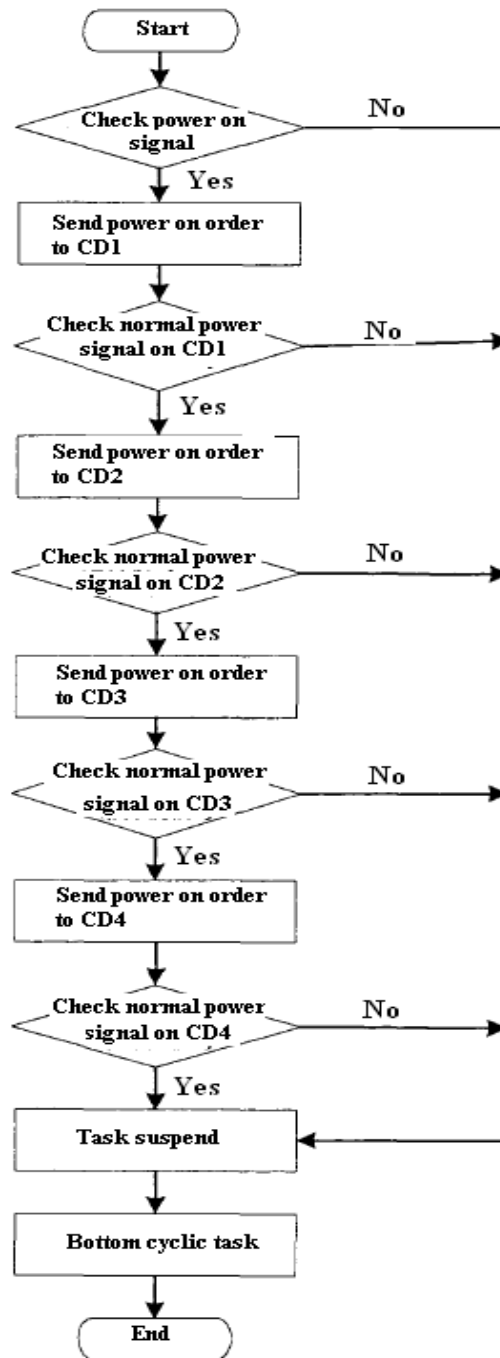 Start
Check power on
signal
No
Yes
Send power on order
to CD1
Check normal power
signal on CD1
No
Yes
Send power on order
to CD2
Check normal power
signal on CD2
No
Yes
Send power on order
to CD3
Check normal power
signal on CD3
No
Yes
Send power on order
to CD4
Check normal power
signal on CD4
No
Yes
Task suspend
Bottom cyclic task
End